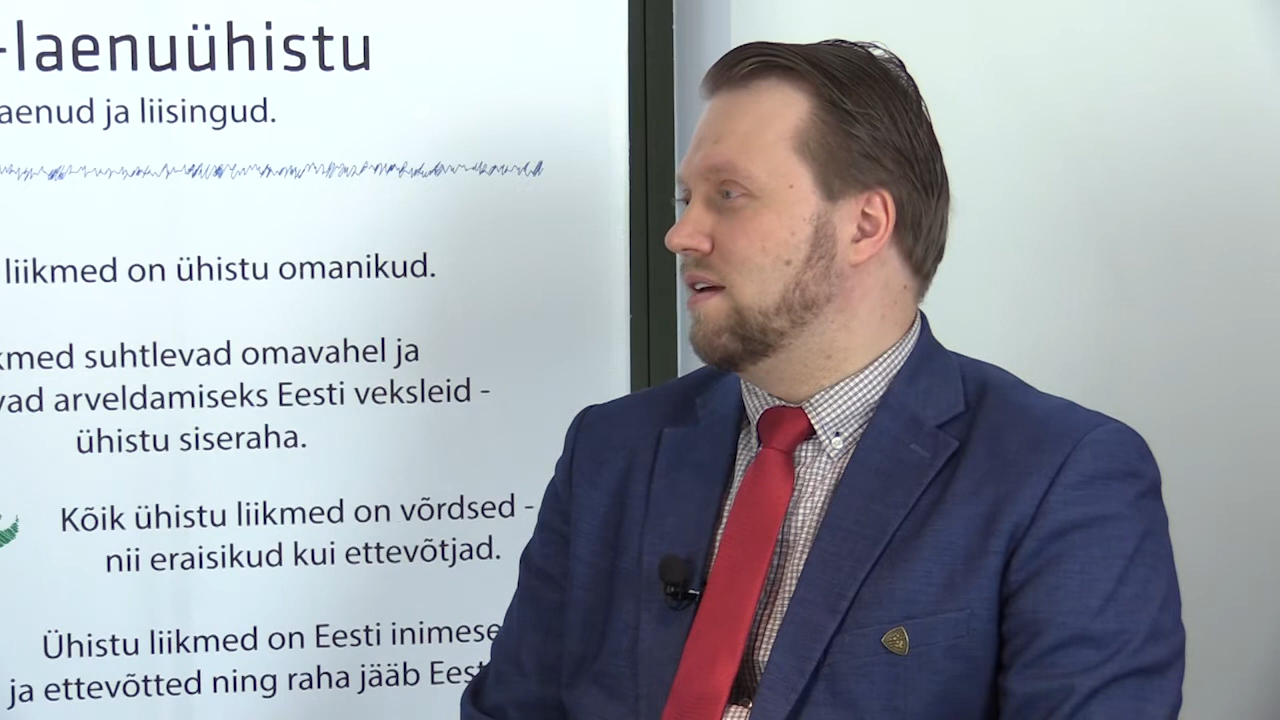 -laenuühistu
aenud ja liisingud.
liikmed on ühistu omanikud.
kmed suhtlevad omavahel ja
vad arveldamiseks Eesti veksleid -
ühistu siseraha.
Kõik ühistu liikmed on võrdsed -
nii eraisikud kui ettevõtjad.
Ühistu liikmed on Eesti inimese
ja ettevõtted ning raha jääb Eest